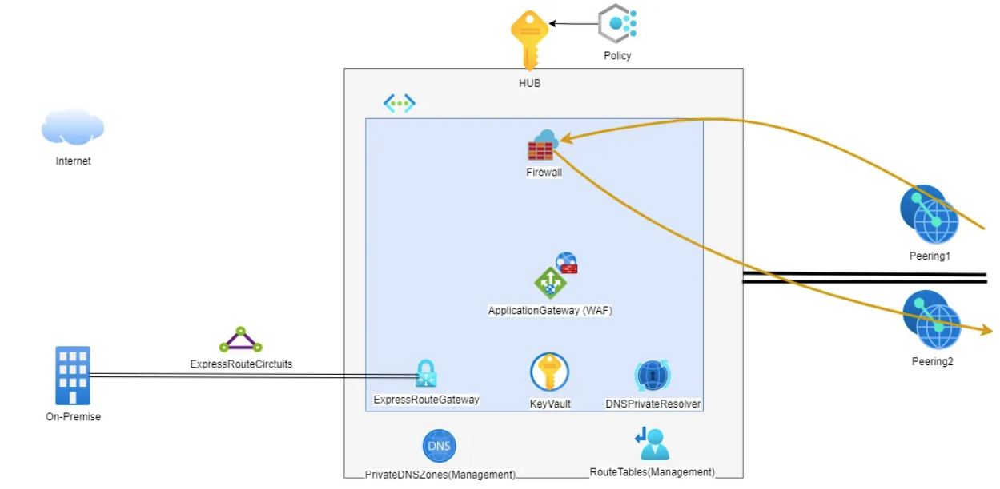 Policy
HUB
Internet
Firewall
Peering1
ApplicationGateway (WAF)
ExpressRouteCirctuits
Peering2
ExpressRouteGateway
KeyVault
DNSPrivateResolver
On-Premise
DNS
PrivateDNSZones(Management)
RouteTables(Management)